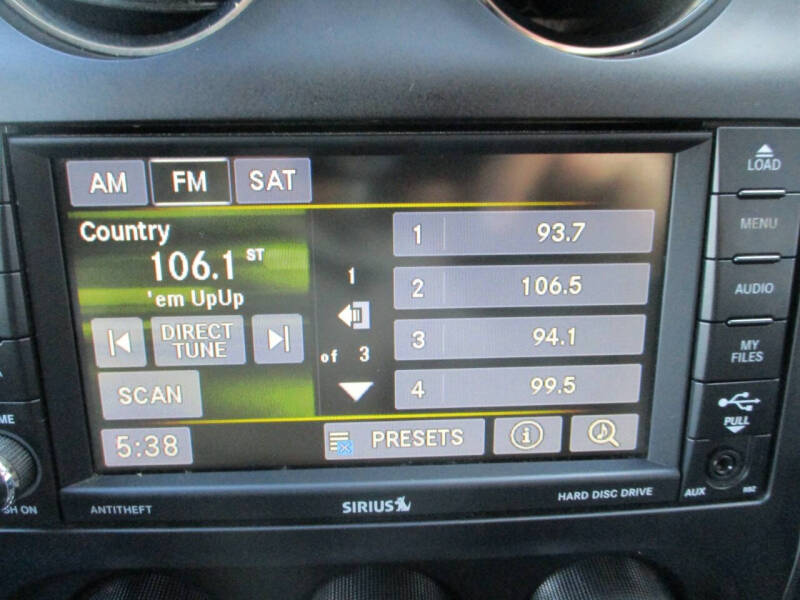 AM FM SAT
Country
106.1 ST
'em UpUp
DIRECT
TUNE
SCAN
5:38
1
of 3
1 93.7
2 106.5
3 94.1
4 99.5
PRESETS
i
LOAD
MENU
AUDIO
MY
FILES
PULL
AUX
ANTITHEFT
SIRIUS
HARD DISC DRIVE
SH ON